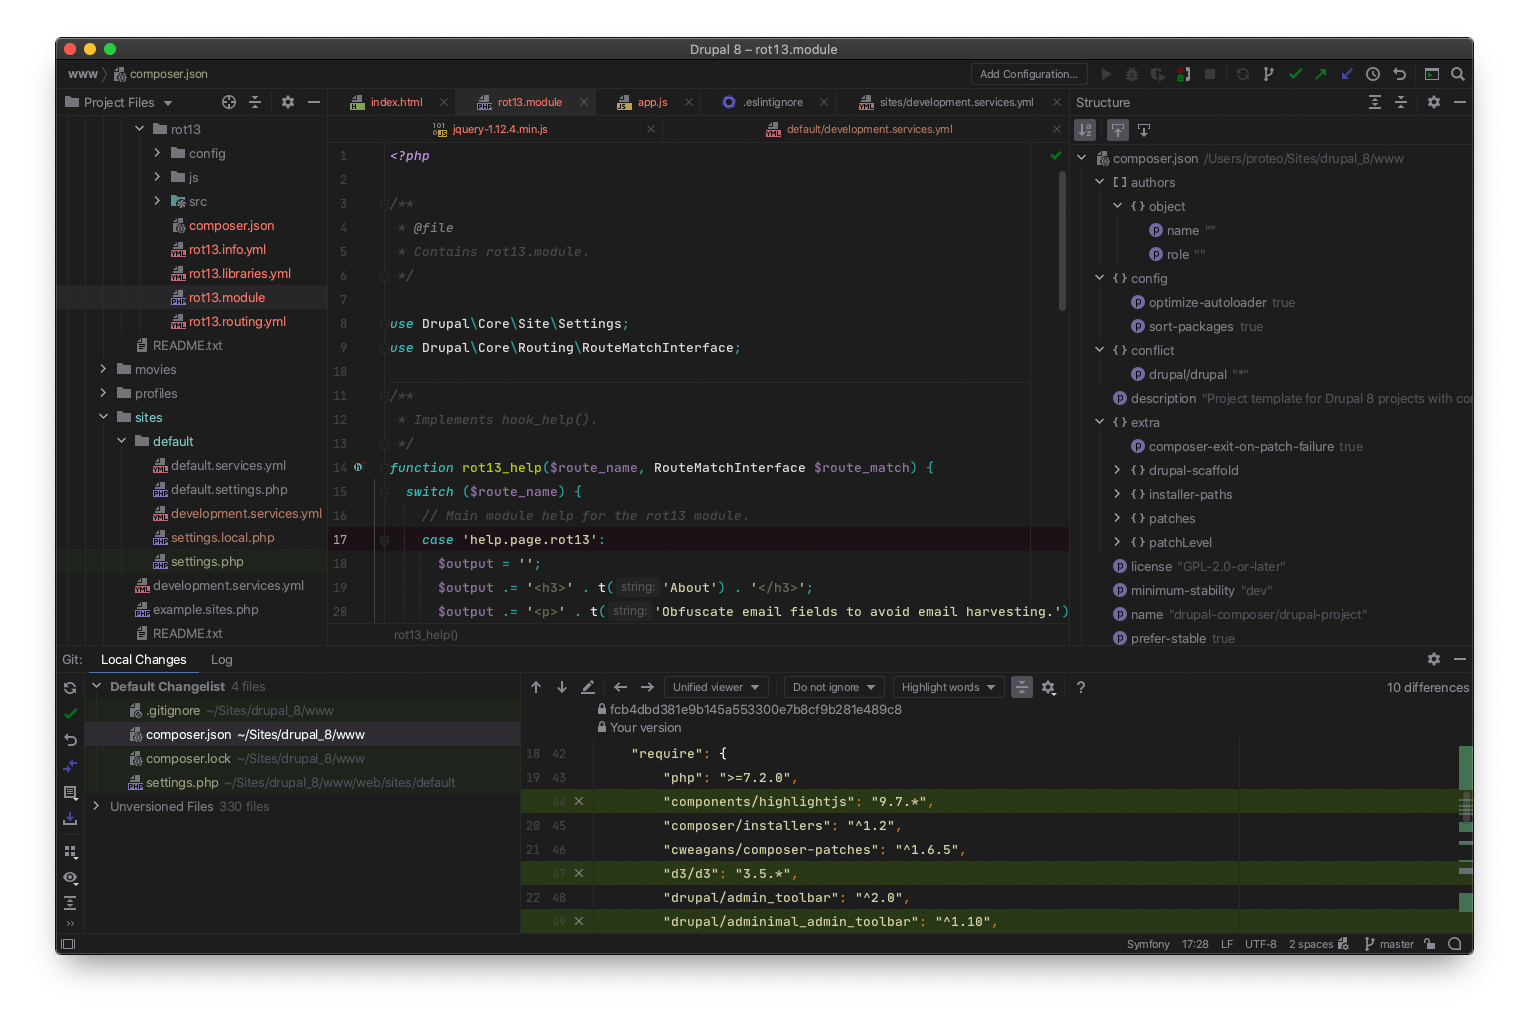 Drupal 8 – rot13.module
www 〉 composer.json
Add Configuration...
Project Files
index.html
rot13.module
app.js
.eslintignore
sites/development.services.yml
jquery-1.12.4.min.js
default/development.services.yml
Structure
rot13
config
js
src
composer.json
rot13.info.yml
rot13.libraries.yml
rot13.module
rot13.routing.yml
README.txt
movies
profiles
sites
default
default.services.yml
default.settings.php
development.services.yml
settings.local.php
settings.php
development.services.yml
example.sites.php
README.txt
1 <?php
2
3 /**
4 * @file
5 * Contains rot13.module.
6 */
7
8 use Drupal\Core\Site\Settings;
9 use Drupal\Core\Routing\RouteMatchInterface;
10
11 /**
12 * Implements hook_help().
13 */
14 function rot13_help($route_name, RouteMatchInterface $route_match) {
15 switch ($route_name) {
16 // Main module help for the rot13 module.
17 case 'help.page.rot13':
18 $output = '';
19 $output .= '<h3>' . t( string: 'About') . '</h3>';
20 $output .= '<p>' . t( string: 'Obfuscate email fields to avoid email harvesting.')
rot13_help()
composer.json /Users/proteo/Sites/drupal_8/www
[] authors
{} object
name ""
role ""
{} config
optimize-autoloader true
sort-packages true
{} conflict
drupal/drupal "*"
description "Project template for Drupal 8 projects with co
{} extra
composer-exit-on-patch-failure true
{} drupal-scaffold
{} installer-paths
{} patches
{} patchLevel
license "GPL-2.0-or-later"
minimum-stability "dev"
name "drupal-composer/drupal-project"
prefer-stable true
Git: Local Changes Log
Default Changelist 4 files
.gitignore ~/Sites/drupal_8/www
composer.json ~/Sites/drupal_8/www
composer.lock ~/Sites/drupal_8/www
settings.php ~/Sites/drupal_8/www/web/sites/default
Unversioned Files 330 files
Unified viewer Do not ignore Highlight words ? 10 differences
fcb4dbd381e9b145a553300e7b8cf9b281e489c8
Your version
18 42 "require": {
19 43 "php": ">=7.2.0",
44 "components/highlightjs": "9.7.*",
20 45 "composer/installers": "^1.2",
21 46 "cweagans/composer-patches": "^1.6.5",
47 "d3/d3": "3.5.*",
22 48 "drupal/admin_toolbar": "^2.0",
49 "drupal/adminimal_admin_toolbar": "^1.10",
Symfony 17:28 LF UTF-8 2 spaces master